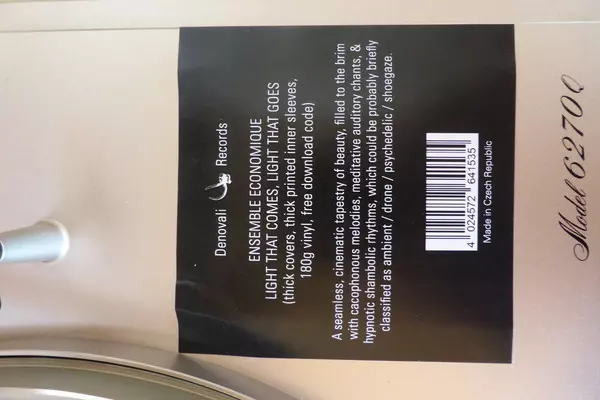 Denovali Records
ENSEMBLE ECONOMIQUE
LIGHT THAT COMES, LIGHT THAT GOES
(thick covers, thick printed inner sleeves,
180g vinyl, free download code)
A seamless, cinematic tapestry of beauty, filled to the brim
with cacophonous melodies, meditative auditory chants, &
hypnotic shambolic rhythms, which could be probably briefly
classified as ambient / drone / psychedelic / shoegaze.
4 024572 641535
Made in Czech Republic
Model 6270Q